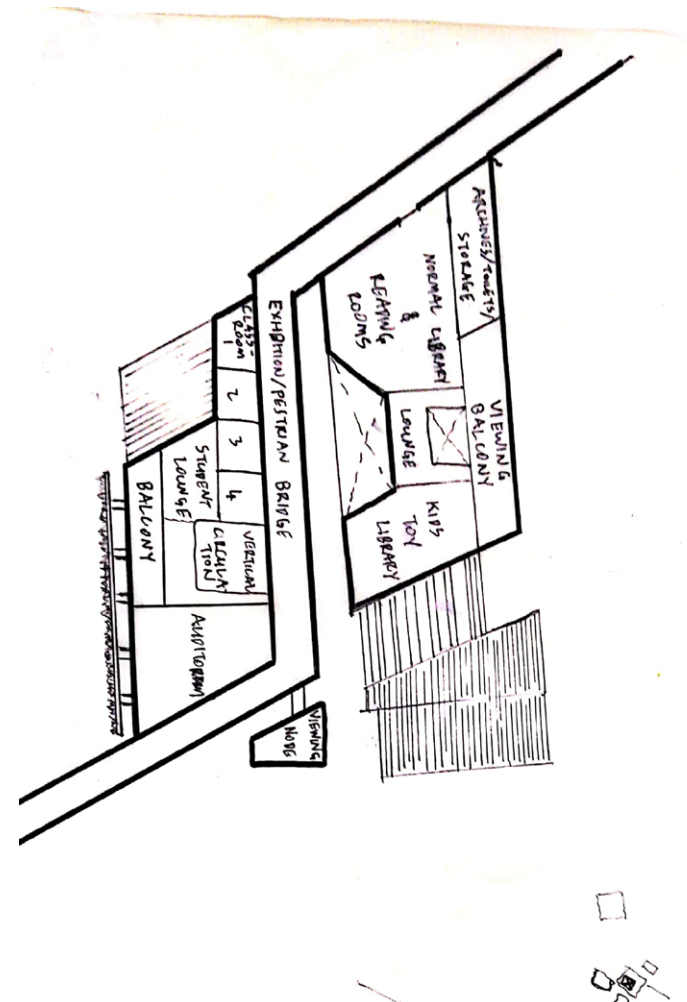 ARCHIVES/TOILETS/
STORAGE
VIEWING
BALCONY
NORMAL LIBRARY
&
READING
ROOMS
LOUNGE
KIDS
TOY
LIBRARY
EXHIBITION/PESTRIAN BRIDGE
CLASS-
ROOM
1
2
3
4
STUDENT
LOUNGE
VERTICAL
CIRCULA
TION
BALCONY
AUDITORIUM
VIEWING
NODE